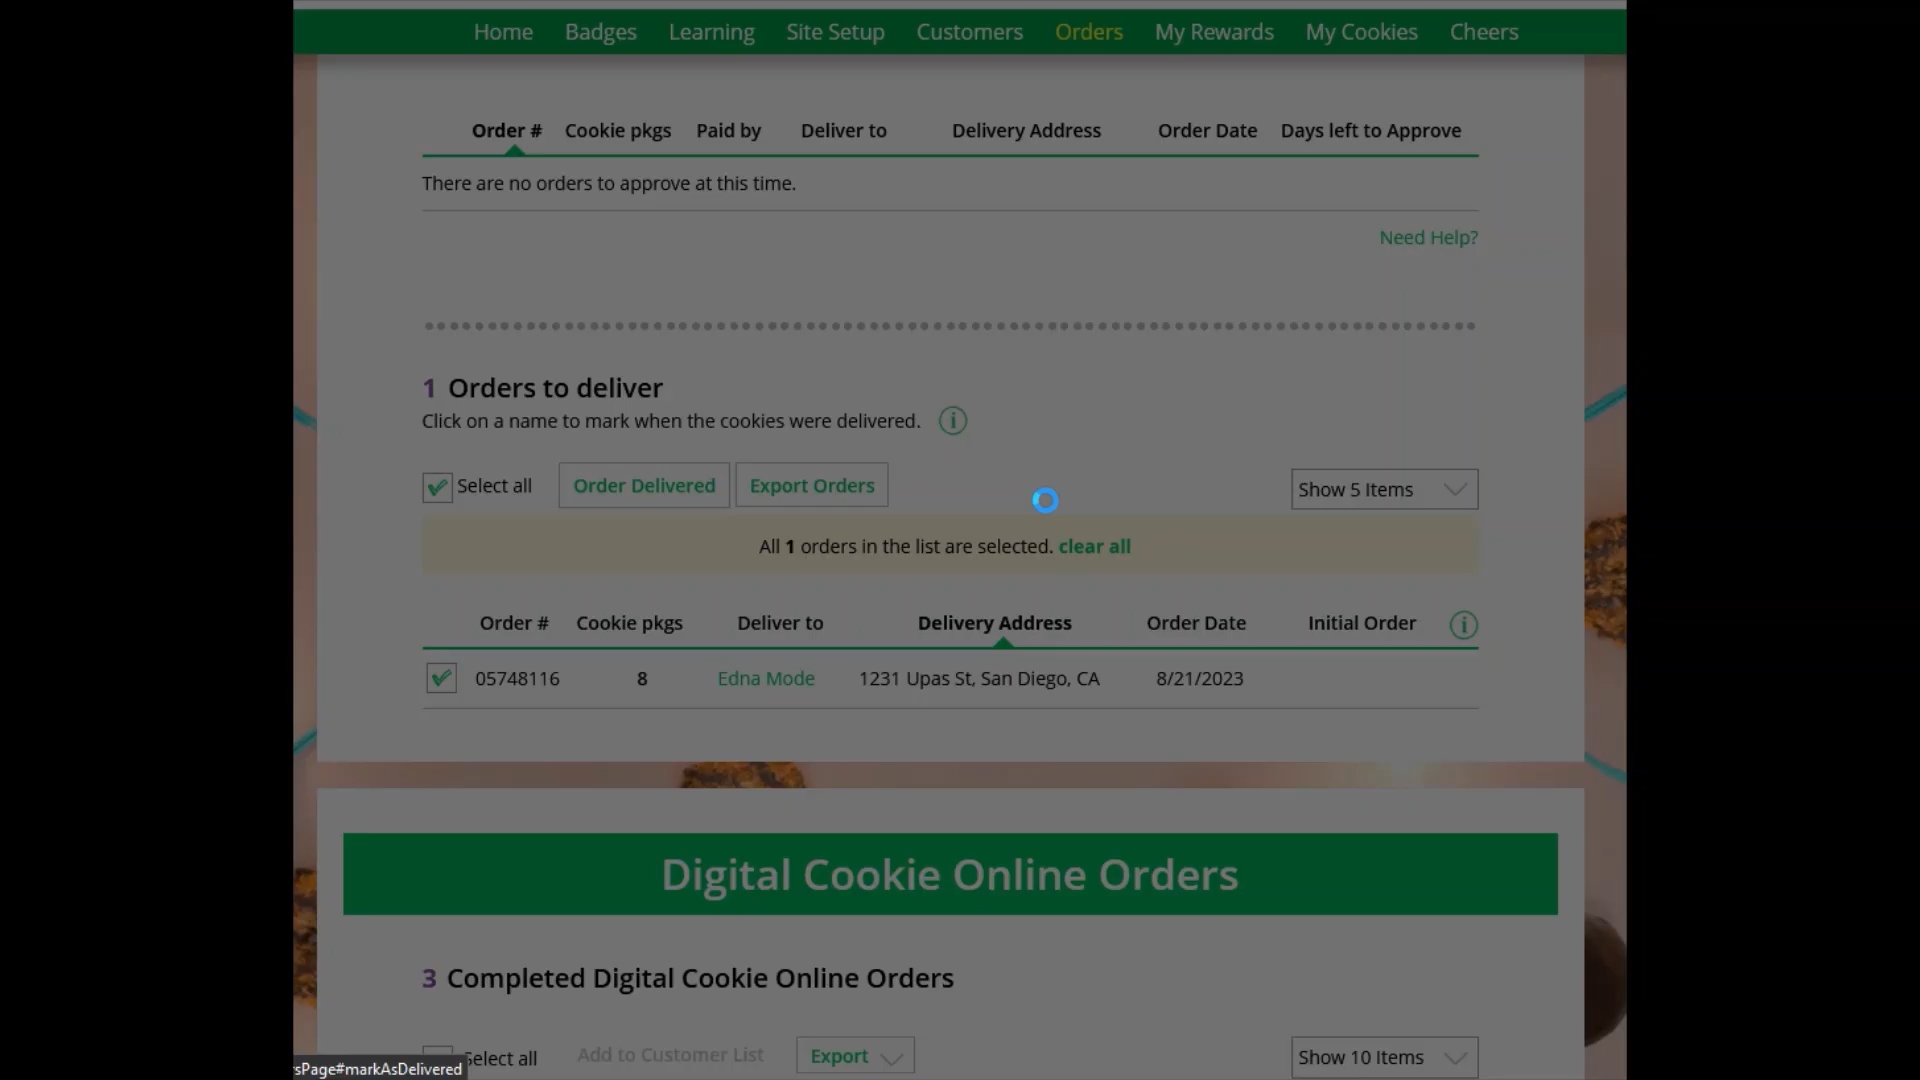 Home Badges Learning Site Setup Customers Orders My Rewards My Cookies Cheers
Order # Cookie pkgs Paid by Deliver to Delivery Address Order Date Days left to Approve
There are no orders to approve at this time.
Need Help?
1 Orders to deliver
Click on a name to mark when the cookies were delivered.
Select all Order Delivered Export Orders Show 5 Items
All 1 orders in the list are selected. clear all
Order # Cookie pkgs Deliver to Delivery Address Order Date Initial Order
05748116 8 Edna Mode 1231 Upas St, San Diego, CA 8/21/2023
Digital Cookie Online Orders
3 Completed Digital Cookie Online Orders
Select all Add to Customer List Export Show 10 Items
sPage#markAsDelivered